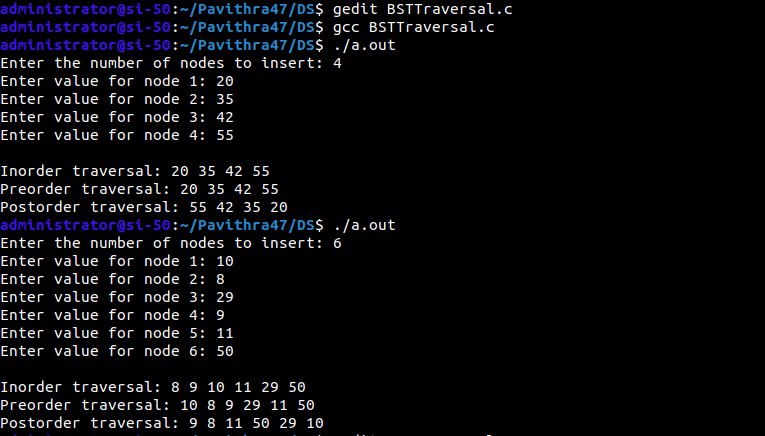 administrator@si-50:~/Pavithra47/DS$ gedit BSTTraversal.c
administrator@si-50:~/Pavithra47/DS$ gcc BSTTraversal.c
administrator@si-50:~/Pavithra47/DS$ ./a.out
Enter the number of nodes to insert: 4
Enter value for node 1: 20
Enter value for node 2: 35
Enter value for node 3: 42
Enter value for node 4: 55

Inorder traversal: 20 35 42 55
Preorder traversal: 20 35 42 55
Postorder traversal: 55 42 35 20
administrator@si-50:~/Pavithra47/DS$ ./a.out
Enter the number of nodes to insert: 6
Enter value for node 1: 10
Enter value for node 2: 8
Enter value for node 3: 29
Enter value for node 4: 9
Enter value for node 5: 11
Enter value for node 6: 50

Inorder traversal: 8 9 10 11 29 50
Preorder traversal: 10 8 9 29 11 50
Postorder traversal: 9 8 11 50 29 10